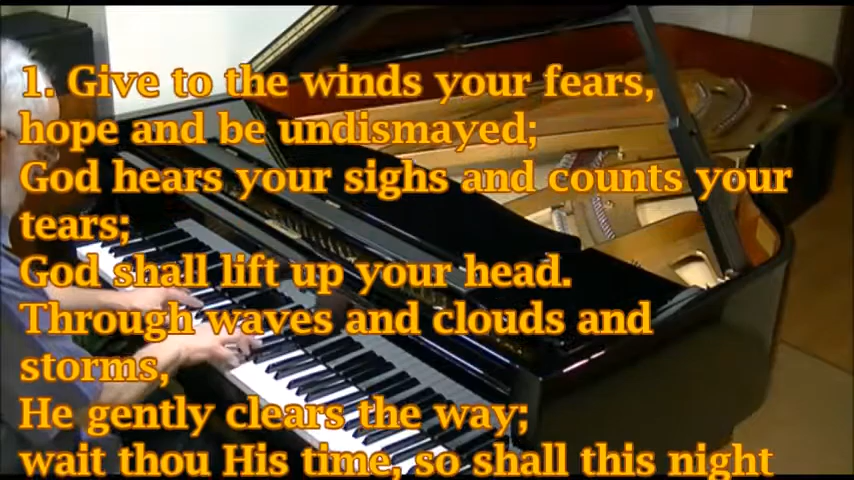 1. Give to the winds your fears,
hope and be undismayed;
God hears your sighs and counts your
tears;
God shall lift up your head.
Through waves and clouds and
storms,
He gently clears the way;
wait thou His time, so shall this night